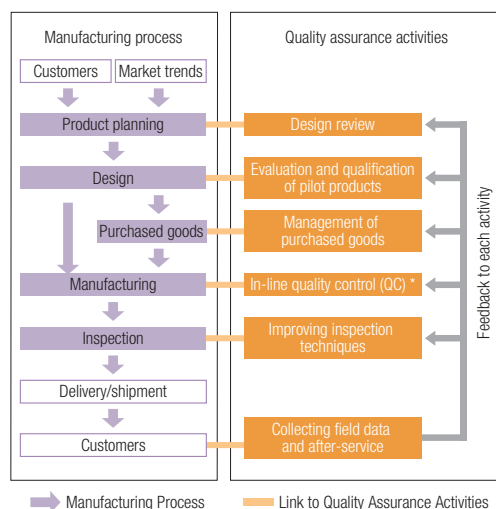 Manufacturing process
Customers
Market trends
Product planning
Design
Purchased goods
Manufacturing
Inspection
Delivery/shipment
Customers
Quality assurance activities
Design review
Evaluation and qualification
of pilot products
Management of
purchased goods
In-line quality control (QC) *
Improving inspection
techniques
Collecting field data
and after-service
Feedback to each activity
Manufacturing Process
Link to Quality Assurance Activities